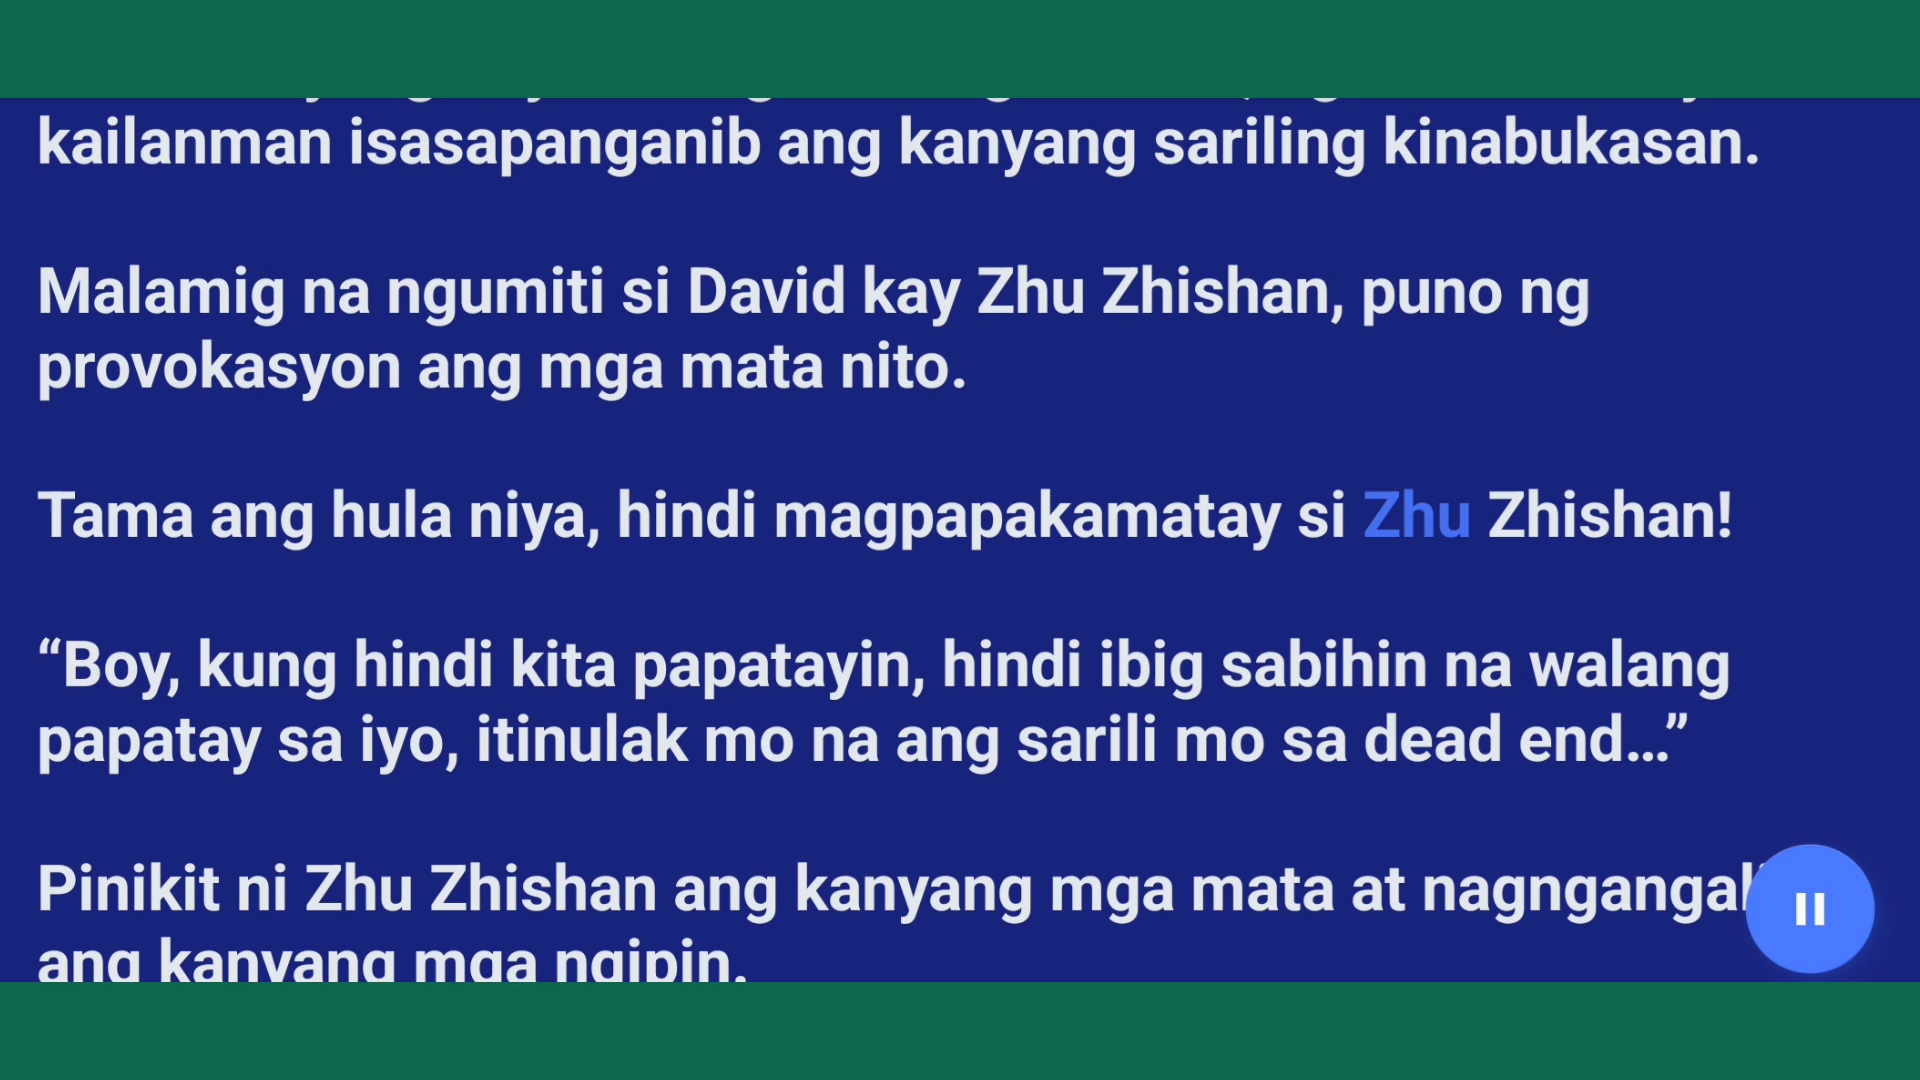 kailanman isasapanganib ang kanyang sariling kinabukasan.
Malamig na ngumiti si David kay Zhu Zhishan, puno ng
provokasyon ang mga mata nito.
Tama ang hula niya, hindi magpapakamatay si Zhu Zhishan!
“Boy, kung hindi kita papatayin, hindi ibig sabihin na walang
papatay sa iyo, itinulak mo na ang sarili mo sa dead end...”
Pinikit ni Zhu Zhishan ang kanyang mga mata at
ang kanyang mga ngipin.